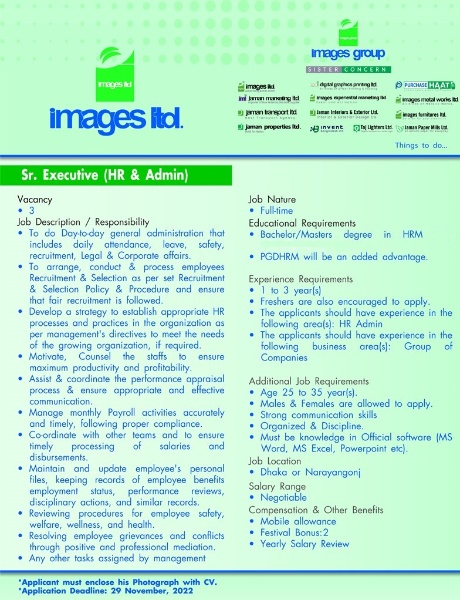 images ltd
images ltd.
images group
SISTER CONCERN
images ltd.
digital graphics printing ltd.
PURCHASE HAAT
jaman marketing ltd.
images experimental marketing ltd.
images metal works ltd.
jaman transport ltd.
Jaman Interiors & Exterior Ltd.
images furnitures ltd.
jaman properties ltd.
invent
Taj Lighters Ltd.
Jaman Paper Mills Ltd.
Things to do...
Sr. Executive (HR & Admin)
Vacancy
• 3
Job Description / Responsibility
• To do Day-to-day general administration that
includes daily attendance, leave, safety,
recruitment, Legal & Corporate affairs.
• To arrange, conduct & process employees
Recruitment & Selection as per set Recruitment
& Selection Policy & Procedure and ensure
that fair recruitment is followed.
• Develop a strategy to establish appropriate HR
processes and practices in the organization as
per management's directives to meet the needs
of the growing organization, if required.
• Motivate, Counsel the staffs to ensure
maximum productivity and profitability.
• Assist & coordinate the performance appraisal
process & ensure appropriate and effective
communication.
• Manage monthly Payroll activities accurately
and timely, following proper compliance.
• Co-ordinate with other teams and to ensure
timely processing of salaries and
disbursements.
• Maintain and update employee's personal
files, keeping records of employee benefits
employment status, performance reviews,
disciplinary actions, and similar records.
• Reviewing procedures for employee safety,
welfare, wellness, and health.
• Resolving employee grievances and conflicts
through positive and professional mediation.
• Any other tasks assigned by management
Job Nature
• Full-time
Educational Requirements
• Bachelor/Masters degree in HRM
• PGDHRM will be an added advantage.
Experience Requirements
• 1 to 3 year(s)
• Freshers are also encouraged to apply.
• The applicants should have experience in the
following area(s): HR Admin
• The applicants should have experience in the
following business area(s): Group of
Companies
Additional Job Requirements
• Age 25 to 35 year(s).
• Males & Females are allowed to apply.
• Strong communication skills
• Organized & Discipline.
• Must be knowledge in Official software (MS
Word, MS Excel, Powerpoint etc).
Job Location
• Dhaka or Narayangonj
Salary Range
• Negotiable
Compensation & Other Benefits
• Mobile allowance
• Festival Bonus:2
• Yearly Salary Review
*Applicant must enclose his Photograph with CV.
*Application Deadline: 29 November, 2022